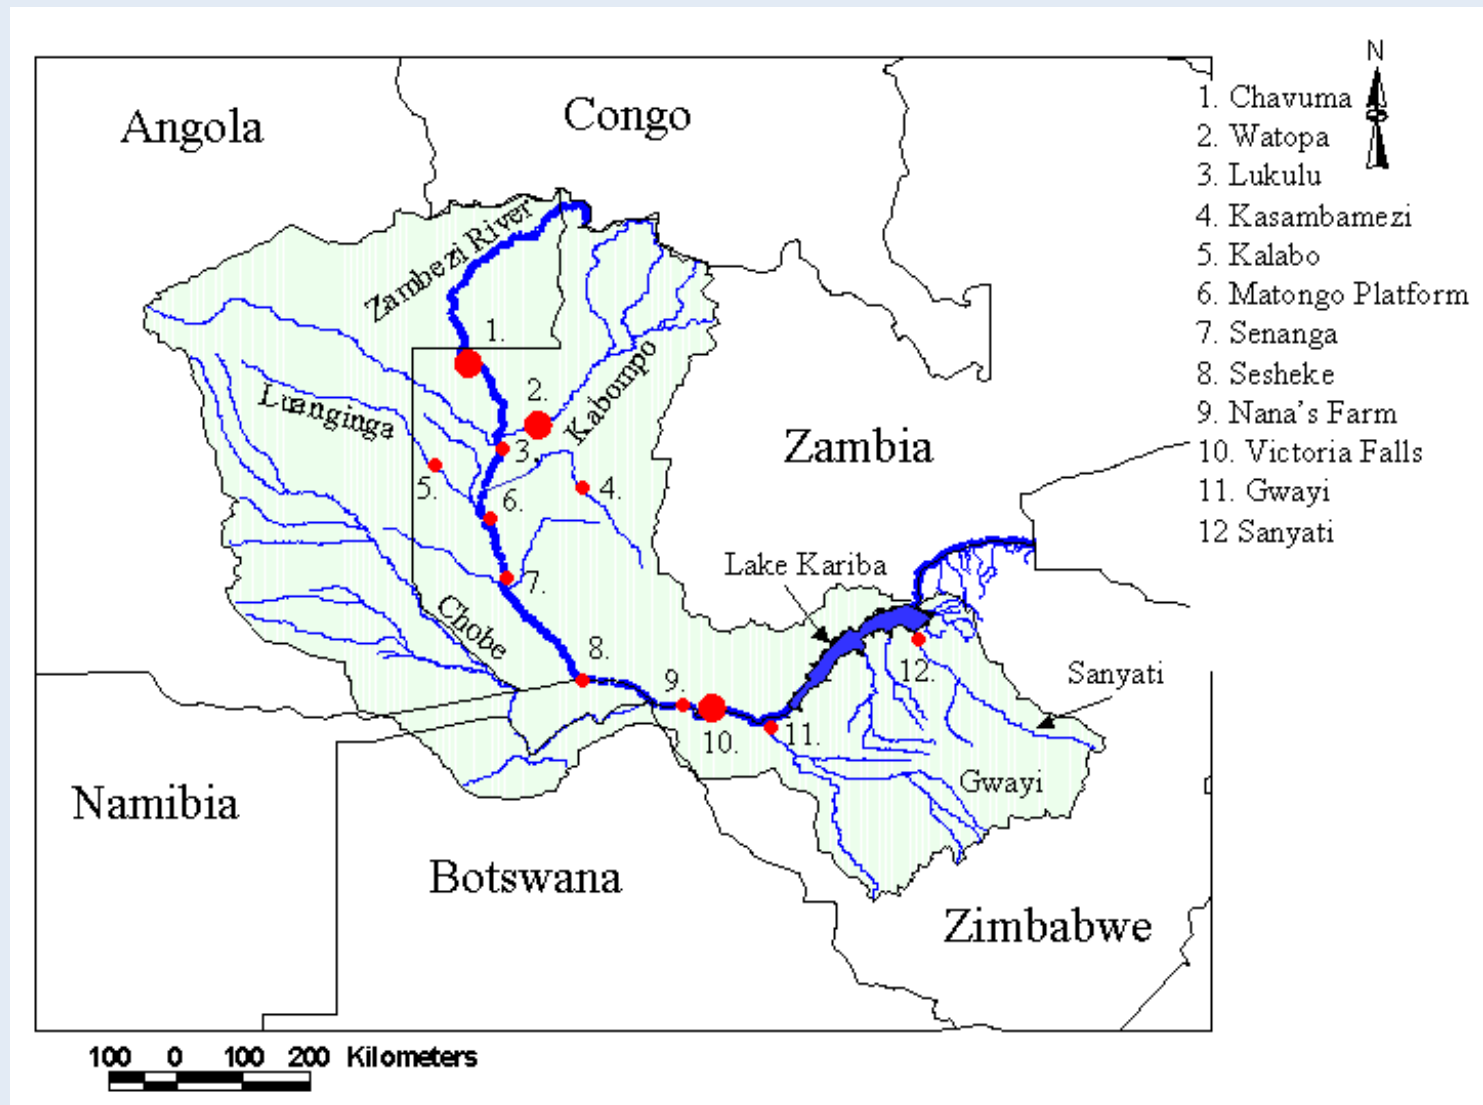 N
Angola
Congo
1. Chavuma
2. Watopa
3. Lukulu
4. Kasambamezi
5. Kalabo
6. Matongo Platform
7. Senanga
8. Sesheke
9. Nana's Farm
10. Victoria Falls
11. Gwayi
12 Sanyati
Zambezi River
1.
2.
Kabompo
Luanginga
3.
Zambia
4.
5.
6.
Lake Kariba
7.
Chobe
8.
12.
Sanyati
9.
10.
11.
Gwayi
Namibia
Botswana
Zimbabwe
100 0 100 200 Kilometers